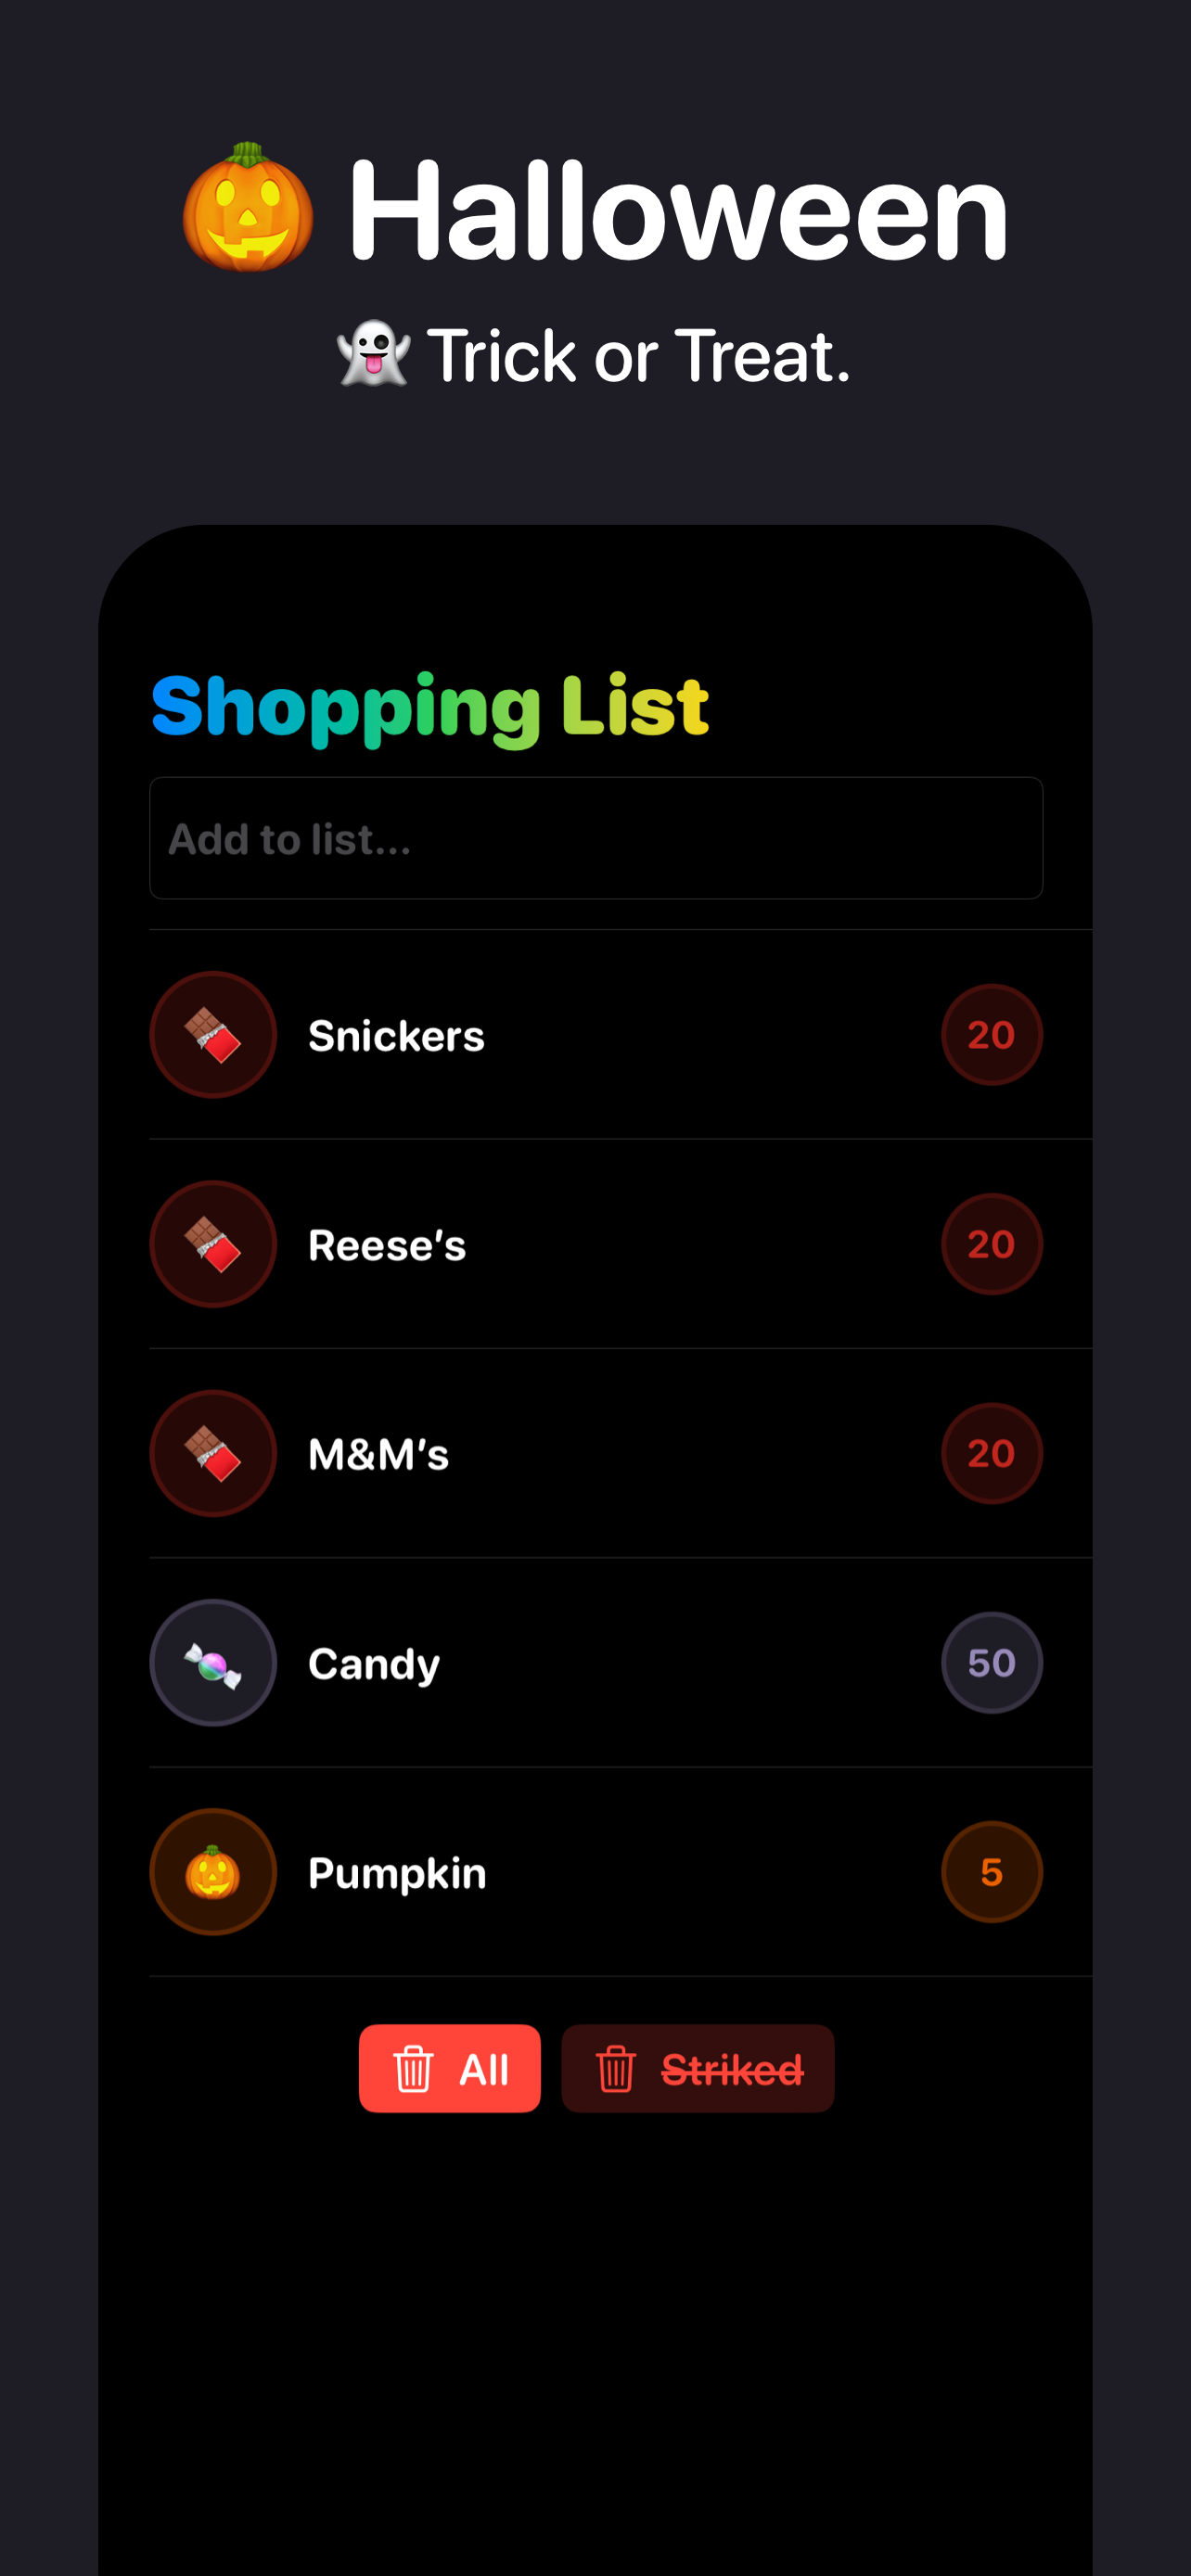 🎃 Halloween
👻 Trick or Treat.
Shopping List
Add to list...
Snickers 20
Reese's 20
M&M's 20
Candy 50
Pumpkin 5
All Striked